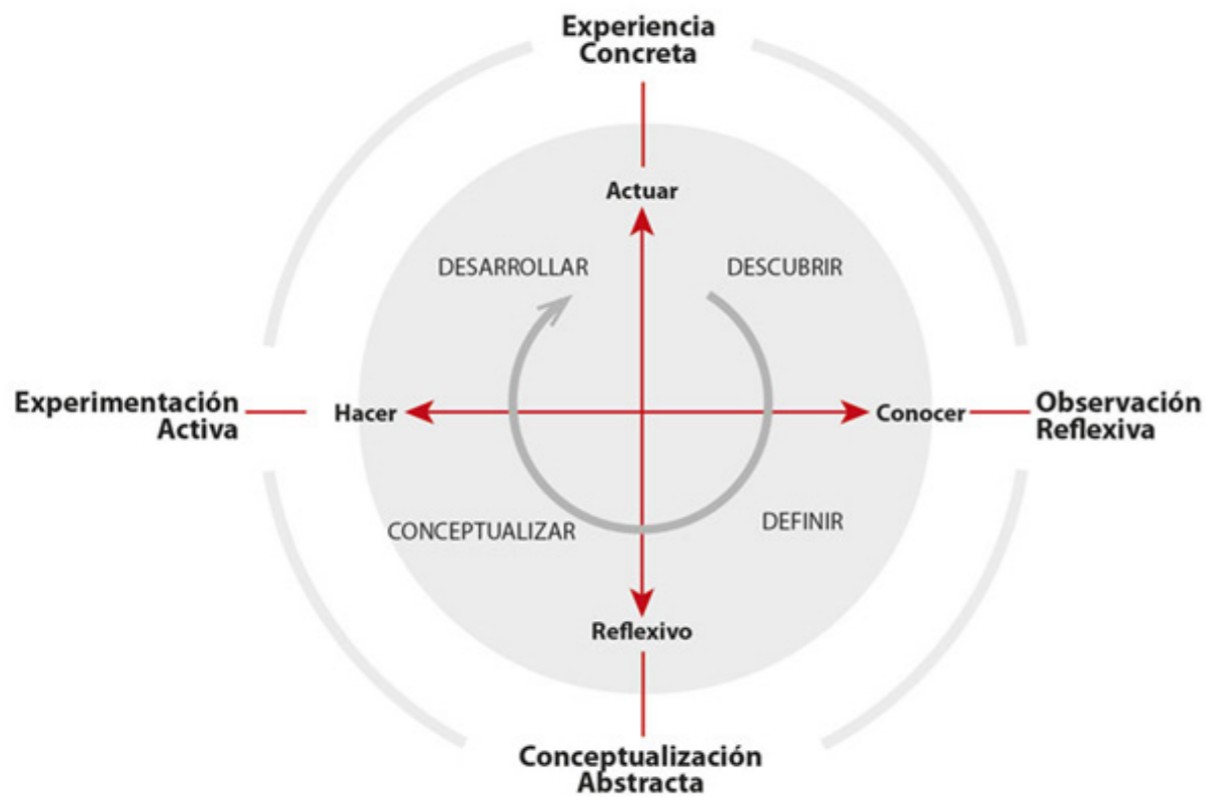 Experiencia
Concreta
Actuar
DESARROLLAR
DESCUBRIR
Experimentación
Activa
Hacer
Conocer
Observación
Reflexiva
CONCEPTUALIZAR
DEFINIR
Reflexivo
Conceptualización
Abstracta